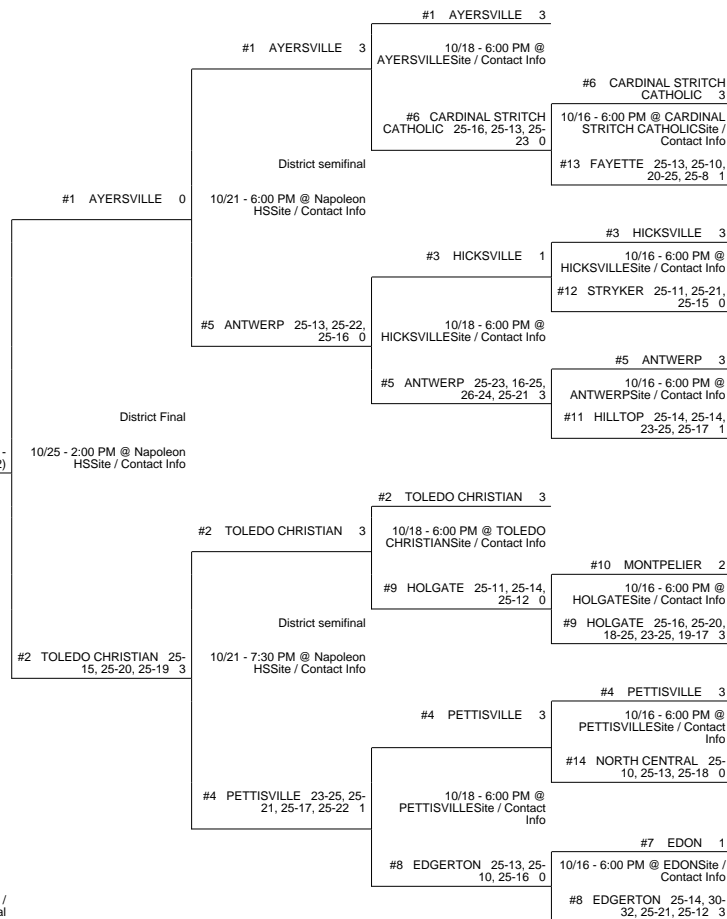 #1 AYERSVILLE 3
#1 AYERSVILLE 3
10/18 - 6:00 PM @
AYERSVILLESite / Contact Info
#6 CARDINAL STRITCH
CATHOLIC 3
#6 CARDINAL STRITCH
CATHOLIC 25-16, 25-13, 25-
23 0
10/16 - 6:00 PM @ CARDINAL
STRITCH CATHOLICSite /
Contact Info
District semifinal
#13 FAYETTE 25-13, 25-10,
20-25, 25-8 1
#1 AYERSVILLE 0
10/21 - 6:00 PM @ Napoleon
HSSite / Contact Info
#3 HICKSVILLE 3
#3 HICKSVILLE 1
10/16 - 6:00 PM @
HICKSVILLESite / Contact Info
#12 STRYKER 25-11, 25-21,
25-15 0
#5 ANTWERP 25-13, 25-22,
25-16 0
10/18 - 6:00 PM @
HICKSVILLESite / Contact Info
#5 ANTWERP 3
#5 ANTWERP 25-23, 16-25,
26-24, 25-21 3
10/16 - 6:00 PM @
ANTWERPSite / Contact Info
District Final
#11 HILLTOP 25-14, 25-14,
23-25, 25-17 1
10/25 - 2:00 PM @ Napoleon
HSSite / Contact Info
-
2)
#2 TOLEDO CHRISTIAN 3
#2 TOLEDO CHRISTIAN 3
10/18 - 6:00 PM @ TOLEDO
CHRISTIANSite / Contact Info
#10 MONTPELIER 2
#9 HOLGATE 25-11, 25-14,
25-12 0
10/16 - 6:00 PM @
HOLGATESite / Contact Info
District semifinal
#9 HOLGATE 25-16, 25-20,
18-25, 23-25, 19-17 3
#2 TOLEDO CHRISTIAN 25-
15, 25-20, 25-19 3
10/21 - 7:30 PM @ Napoleon
HSSite / Contact Info
#4 PETTISVILLE 3
#4 PETTISVILLE 3
10/16 - 6:00 PM @
PETTISVILLESite / Contact
Info
#14 NORTH CENTRAL 25-
10, 25-13, 25-18 0
#4 PETTISVILLE 23-25, 25-
21, 25-17, 25-22 1
10/18 - 6:00 PM @
PETTISVILLESite / Contact
Info
#7 EDON 1
#8 EDGERTON 25-13, 25-
10, 25-16 0
10/16 - 6:00 PM @ EDONSite /
Contact Info
#8 EDGERTON 25-14, 30-
32, 25-21, 25-12 3
/
al